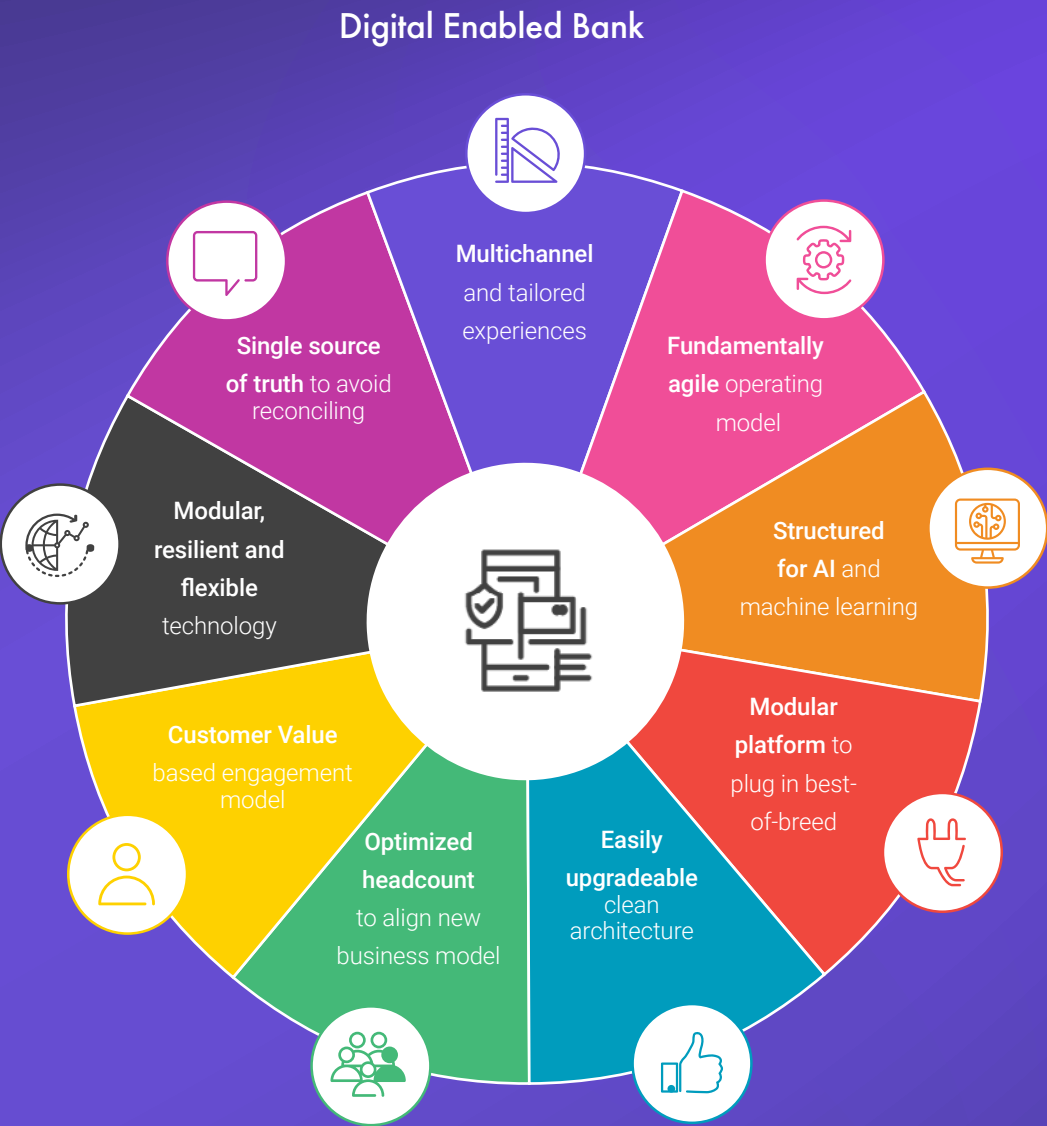 Digital Enabled Bank
Multichannel
and tailored
experiences
Fundamentally
agile operating
model
Structured
for AI and
machine learning
Modular
platform to
plug in best-
of-breed
Easily
upgradeable
clean
architecture
Optimized
headcount
to align new
business model
Customer Value
based engagement
model
Modular,
resilient and
flexible
technology
Single source
of truth to avoid
reconciling